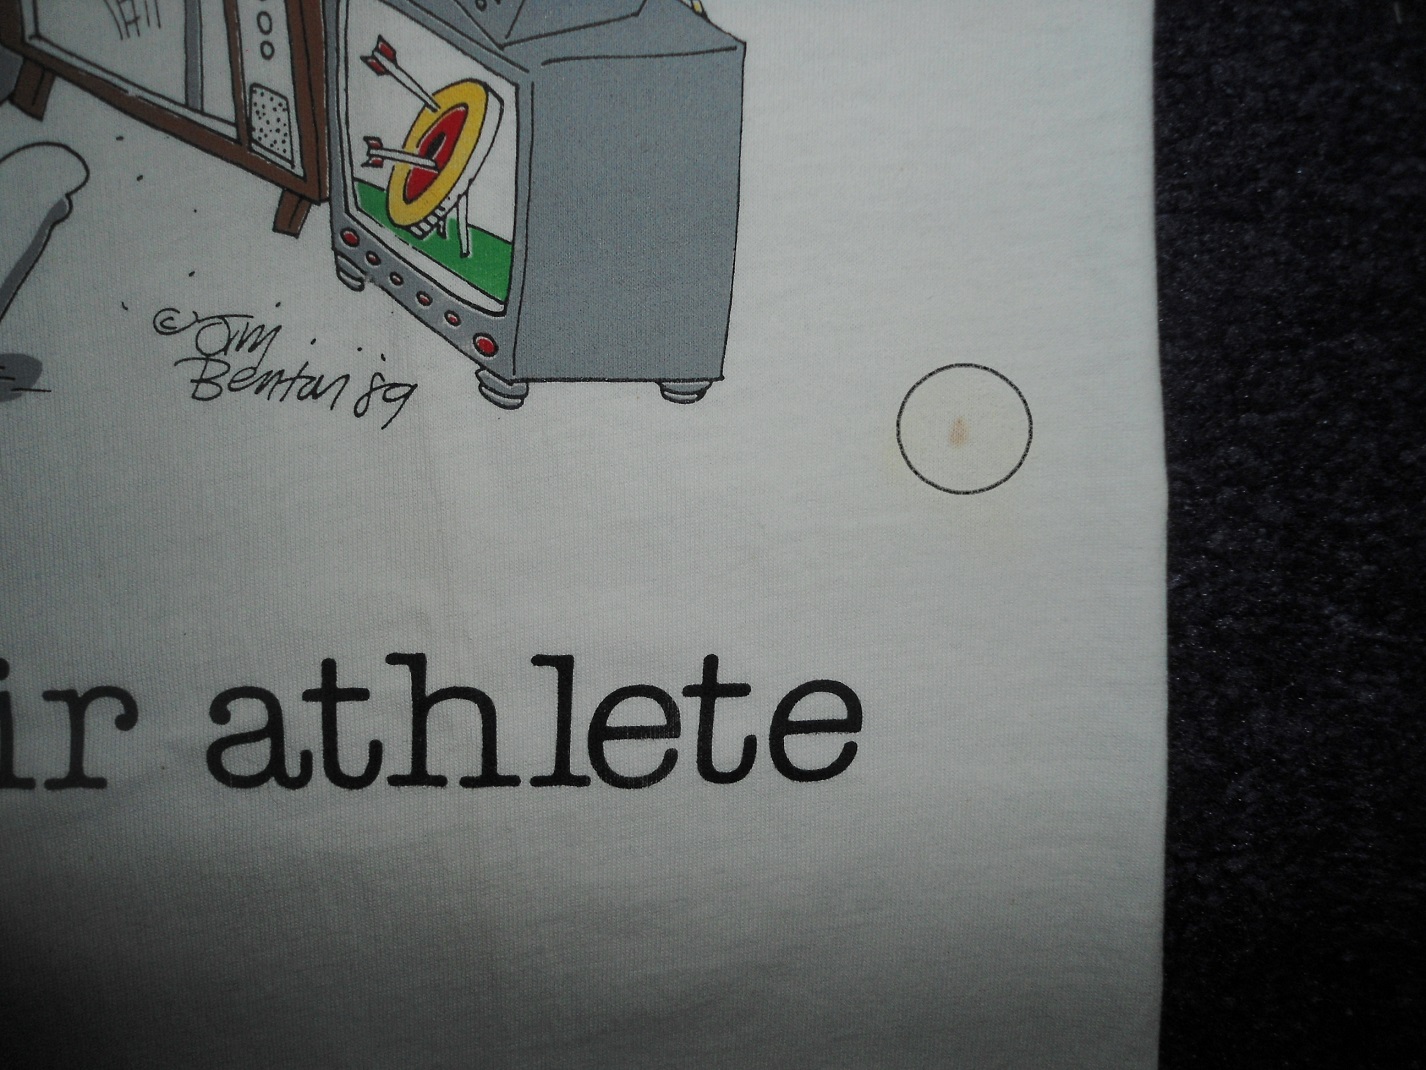 © Jim
Benton '89
ir athlete